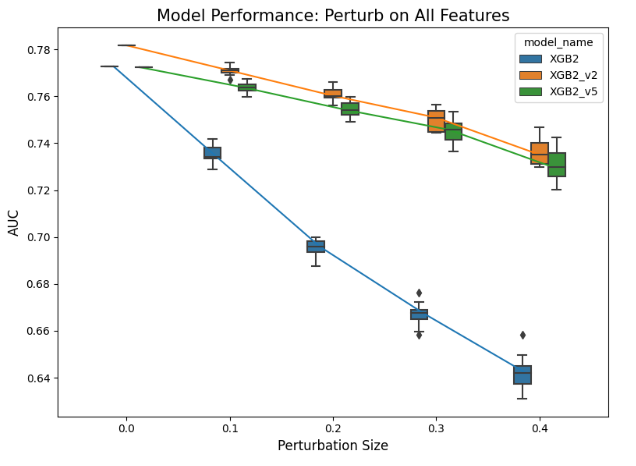 Model Performance: Perturb on All Features
model_name
XGB2
XGB2_v2
XGB2_v5
AUC
0.78
0.76
0.74
0.72
0.70
0.68
0.66
0.64
0.0 0.1 0.2 0.3 0.4
Perturbation Size